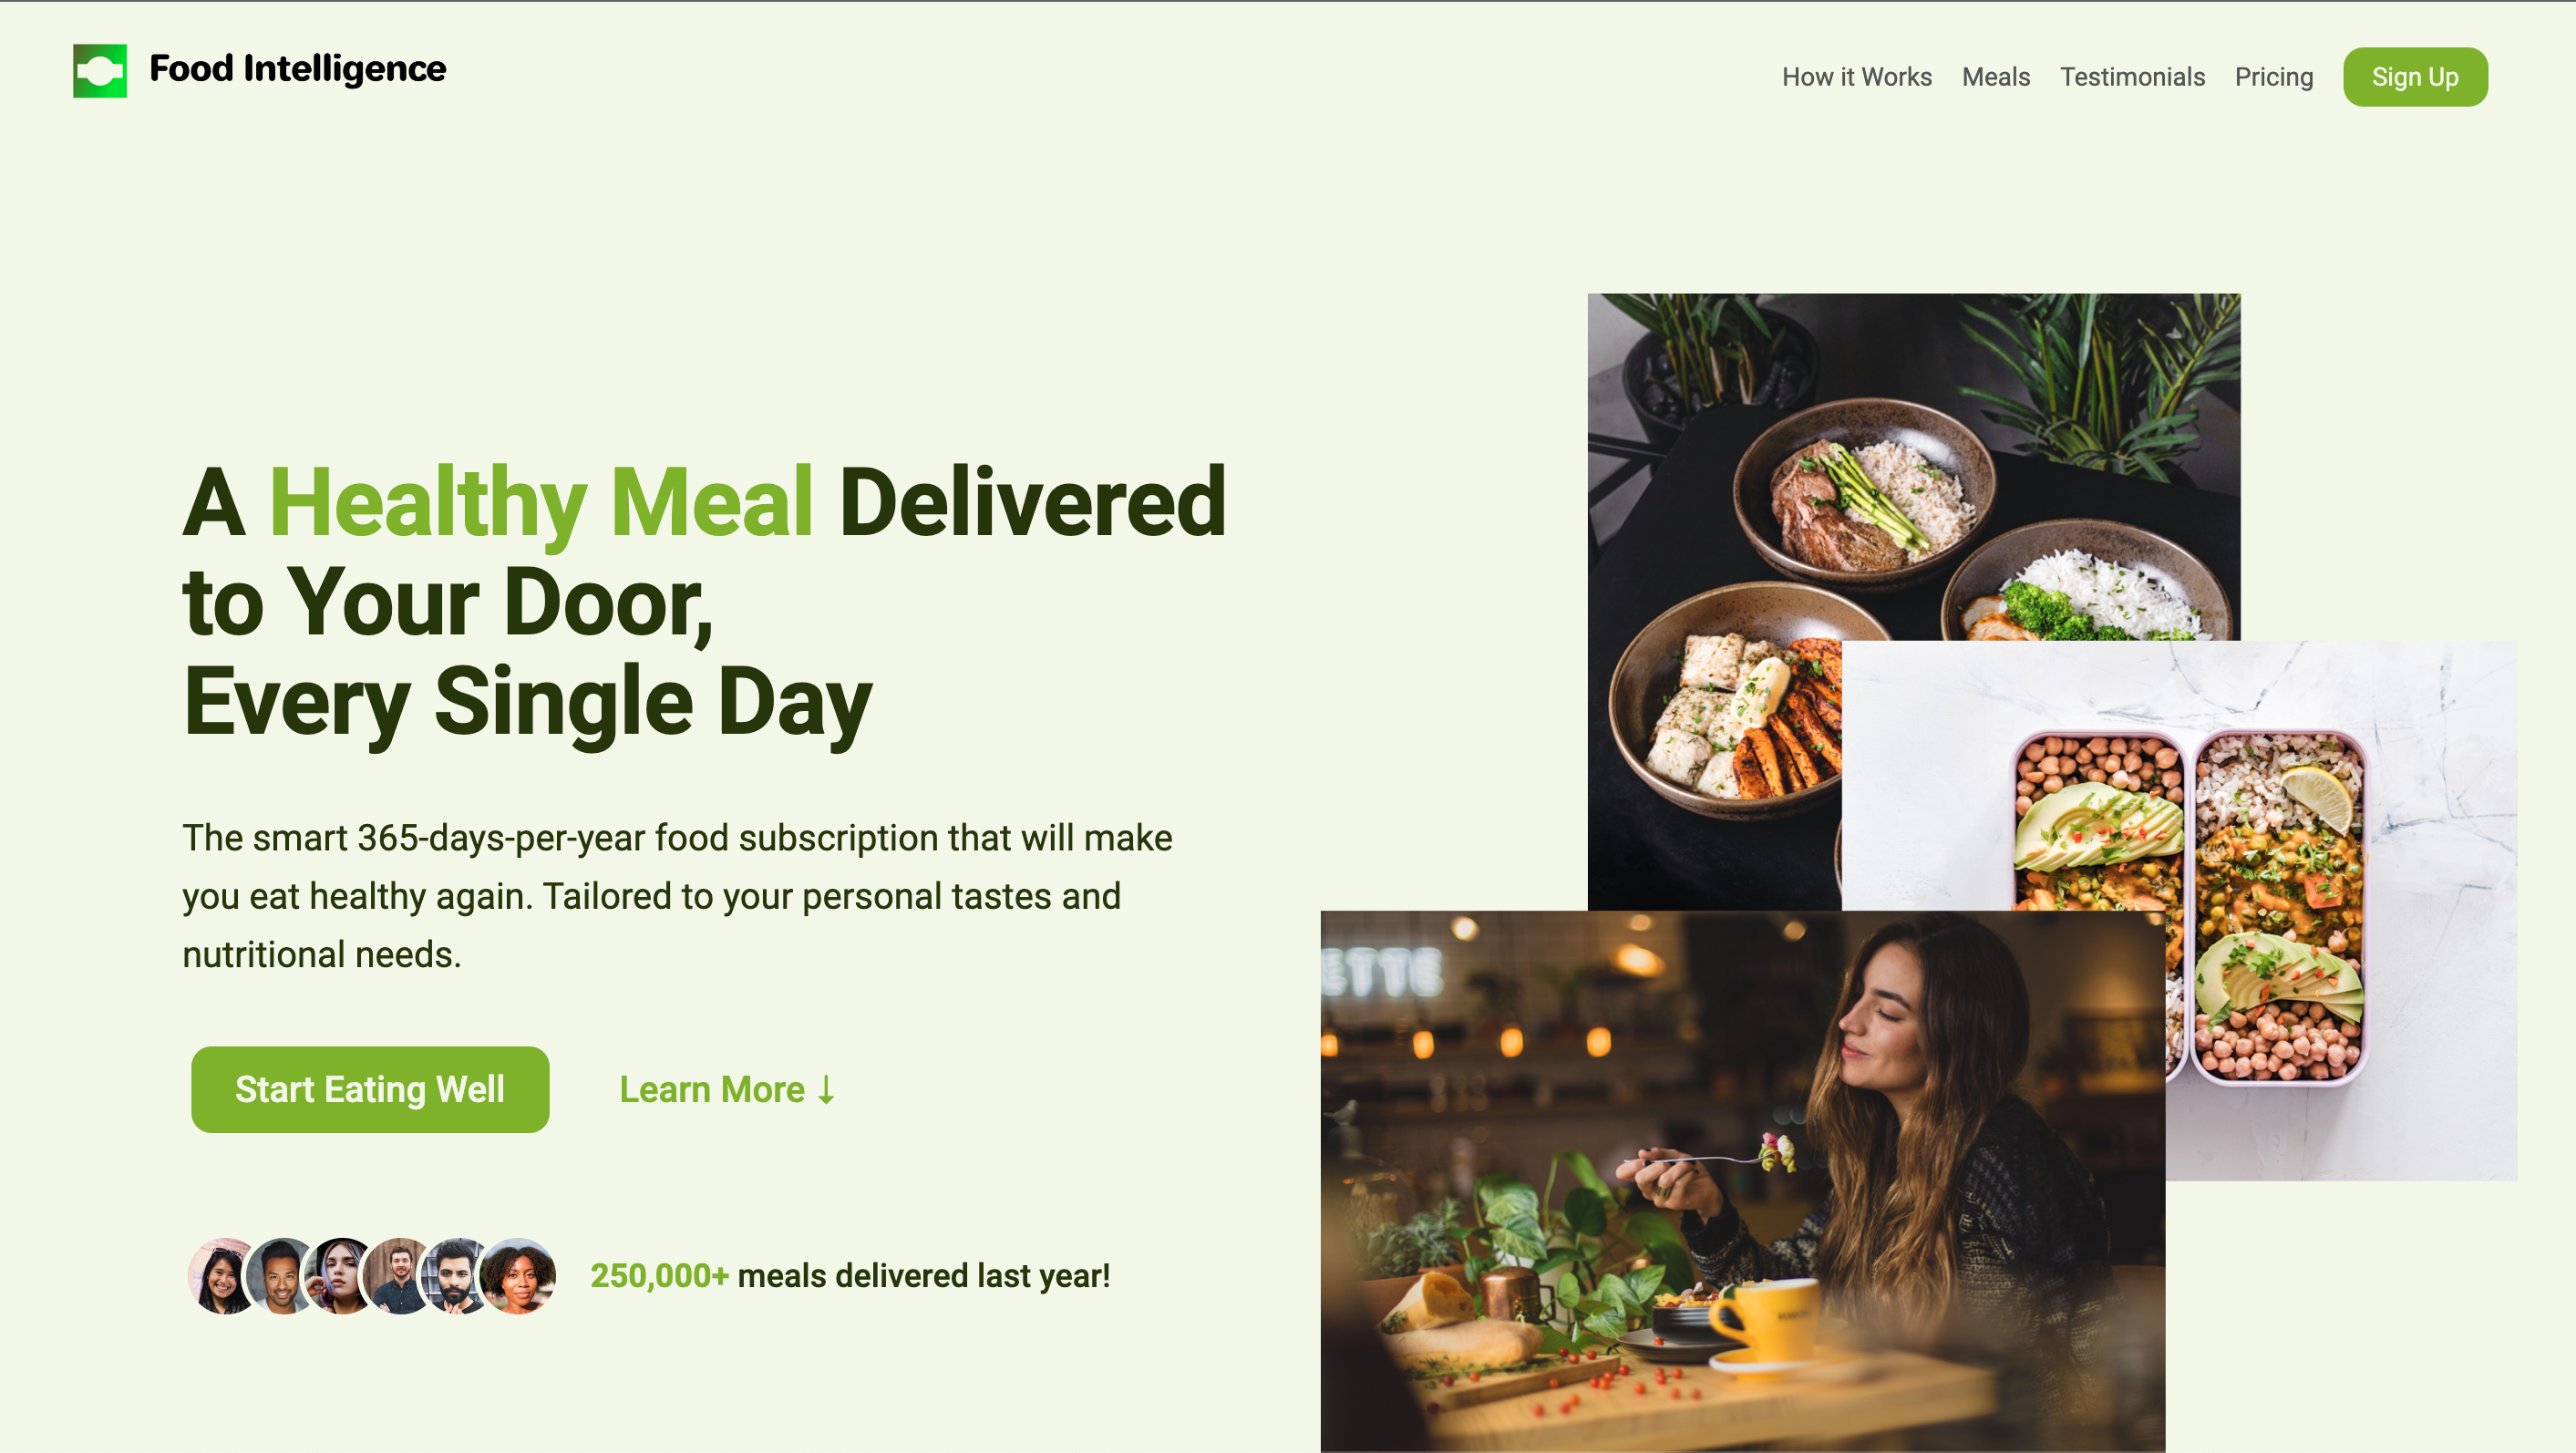 Food Intelligence
How it Works
Meals
Testimonials
Pricing
Sign Up
A Healthy Meal Delivered
to Your Door,
Every Single Day
The smart 365-days-per-year food subscription that will make
you eat healthy again. Tailored to your personal tastes and
nutritional needs.
Start Eating Well
Learn More ↓
250,000+ meals delivered last year!
ETTE